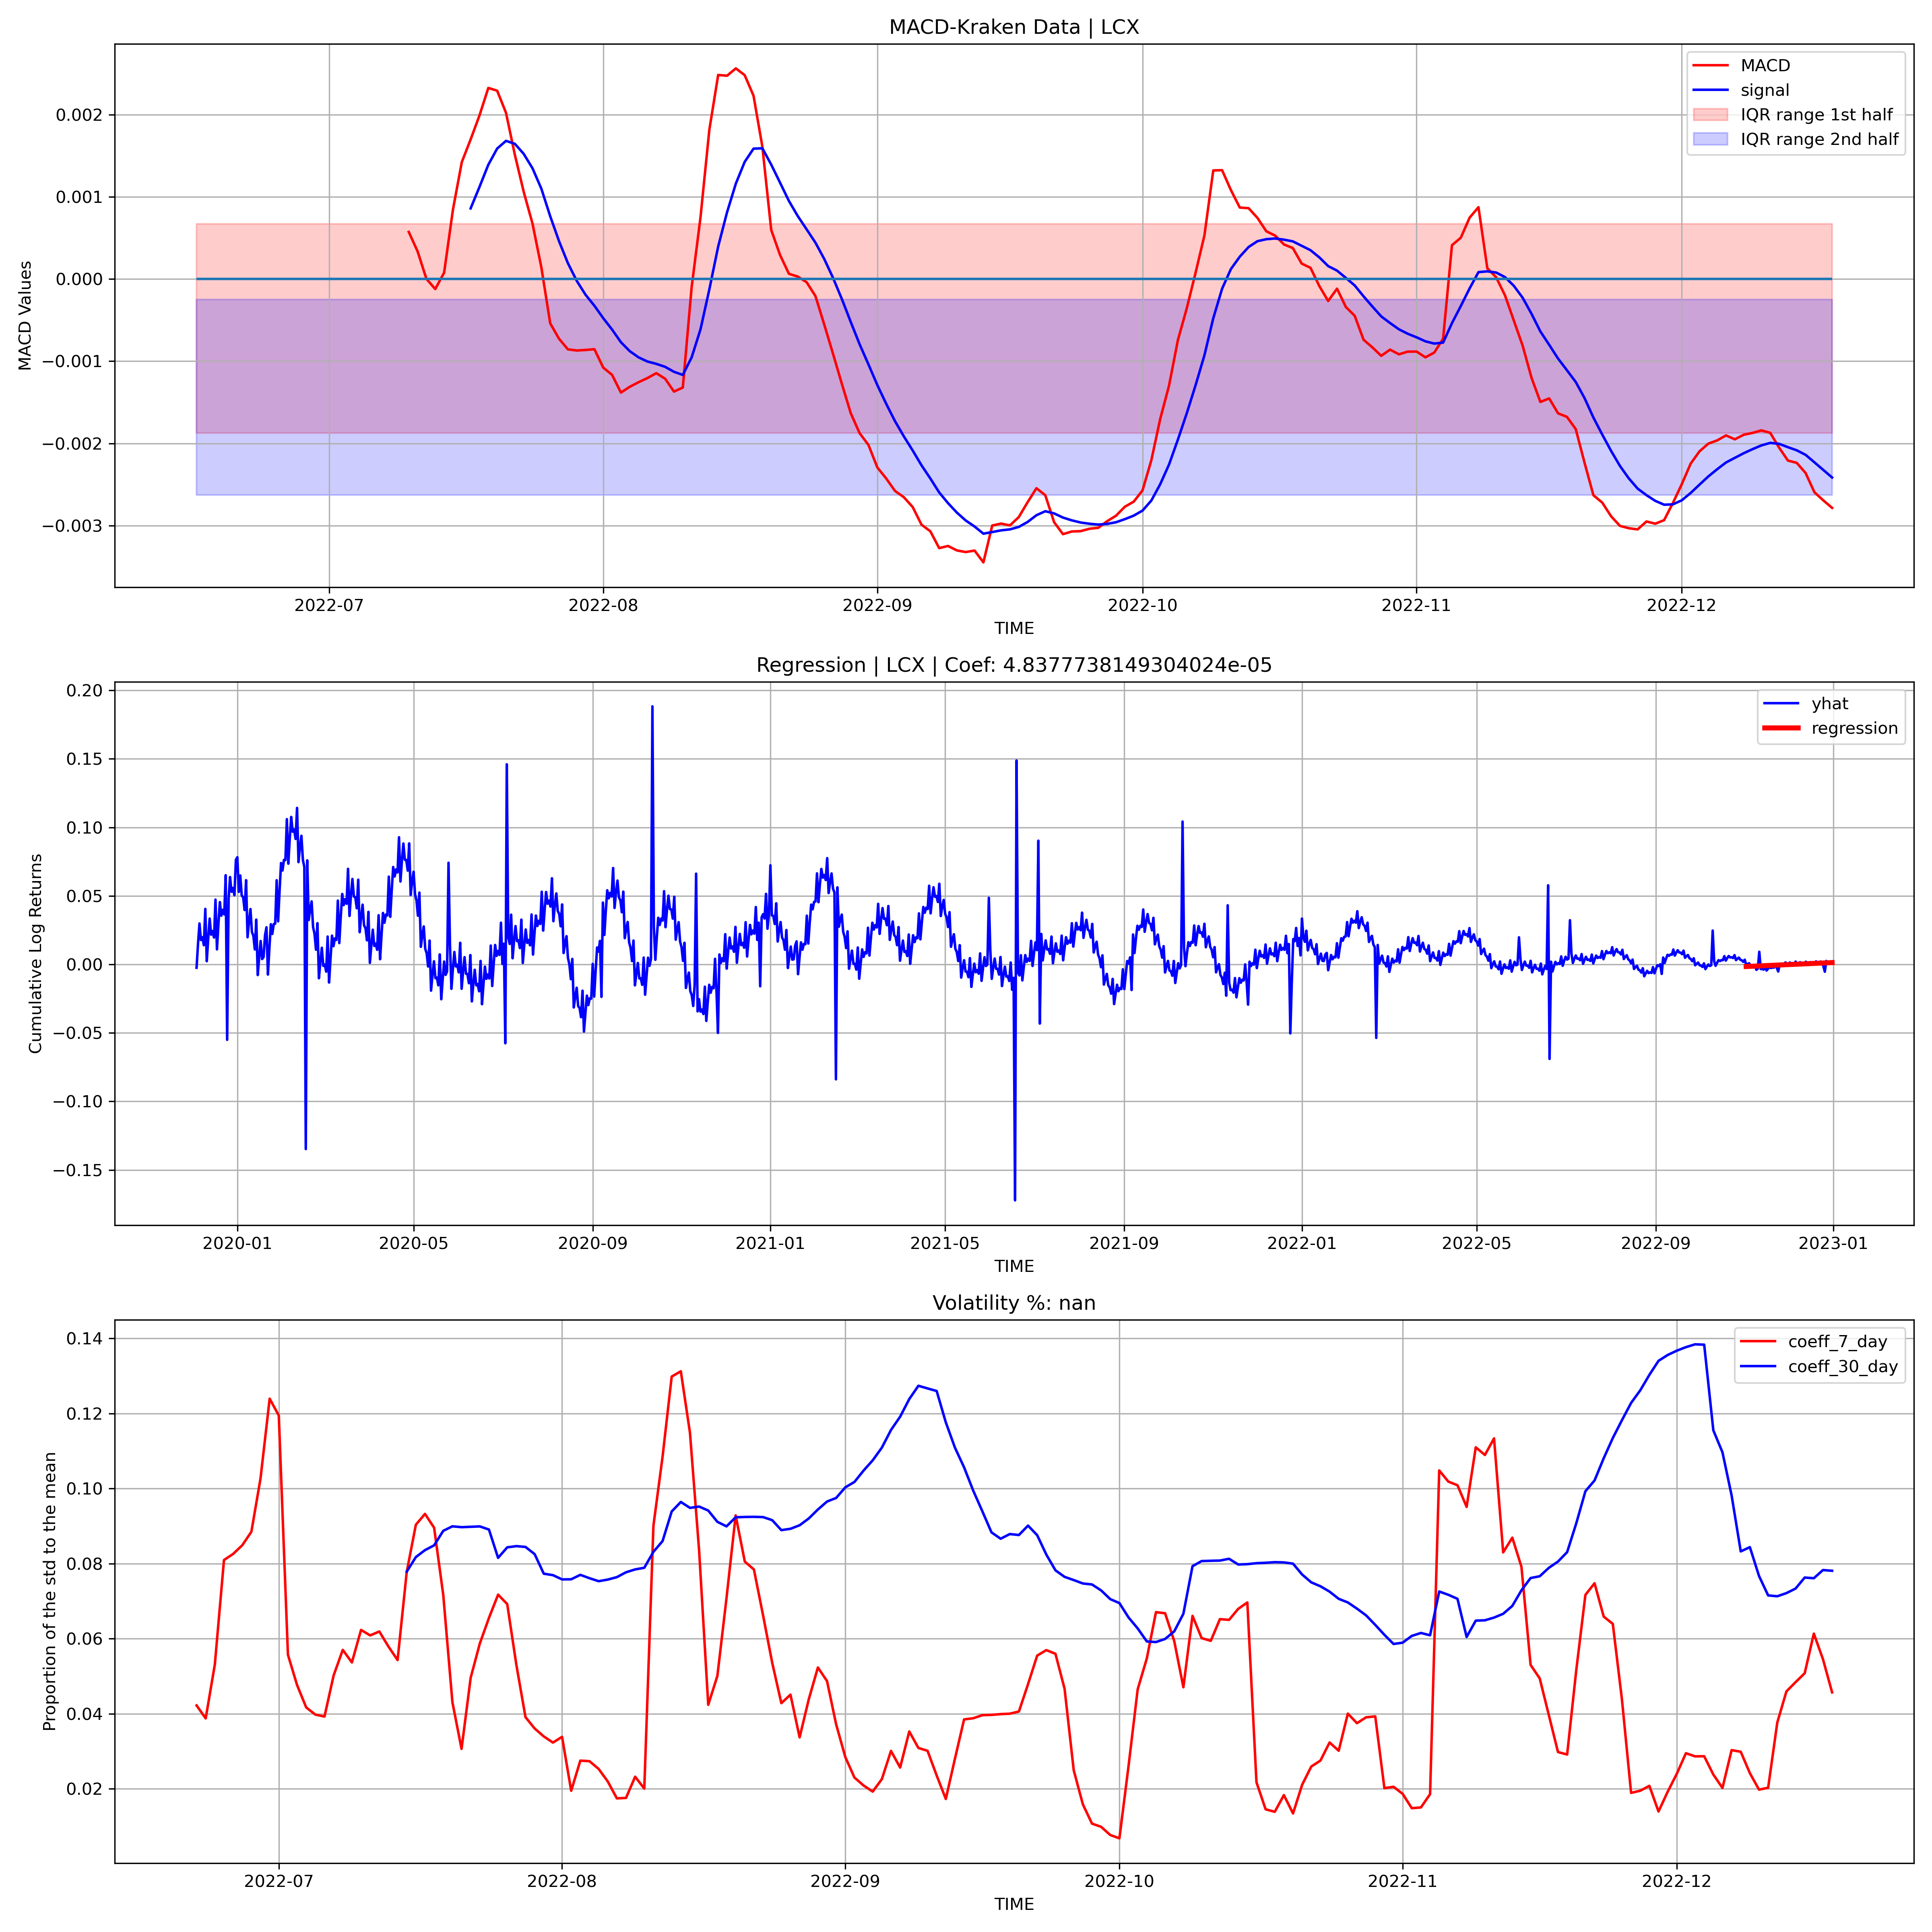 MACD-Kraken Data | LCX
MACD
signal
IQR range 1st half
IQR range 2nd half
MACD Values
0.002
0.001
0.000
−0.001
−0.002
−0.003
2022-07
2022-08
2022-09
2022-10
2022-11
2022-12
TIME
Regression | LCX | Coef: 4.8377738149304024e-05
yhat
regression
Cumulative Log Returns
0.20
0.15
0.10
0.05
0.00
−0.05
−0.10
−0.15
2020-01
2020-05
2020-09
2021-01
2021-05
2021-09
2022-01
2022-05
2022-09
2023-01
TIME
Volatility %: nan
coeff_7_day
coeff_30_day
Proportion of the std to the mean
0.14
0.12
0.10
0.08
0.06
0.04
0.02
2022-07
2022-08
2022-09
2022-10
2022-11
2022-12
TIME